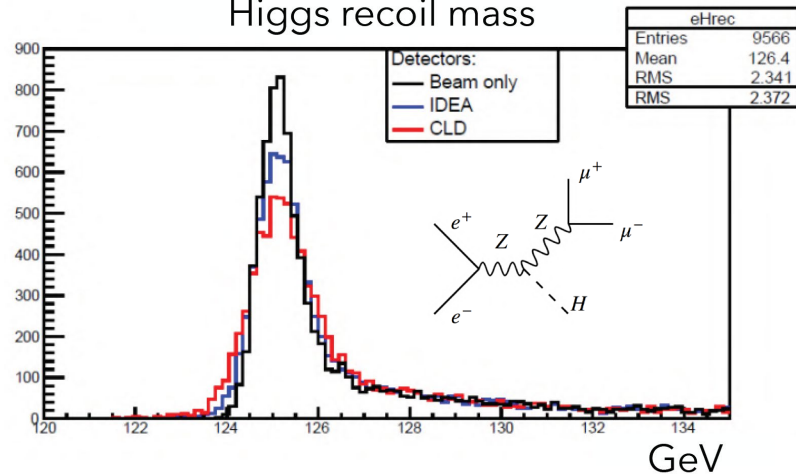 Higgs recoil mass
eHrec
Entries 9566
Mean 126.4
RMS 2.341
RMS 2.372
Detectors:
Beam only
IDEA
CLD
900
800
700
600
500
400
300
200
100
0
μ+
e+
Z
Z
μ−
H
e−
120 122 124 126 128 130 132 134
GeV